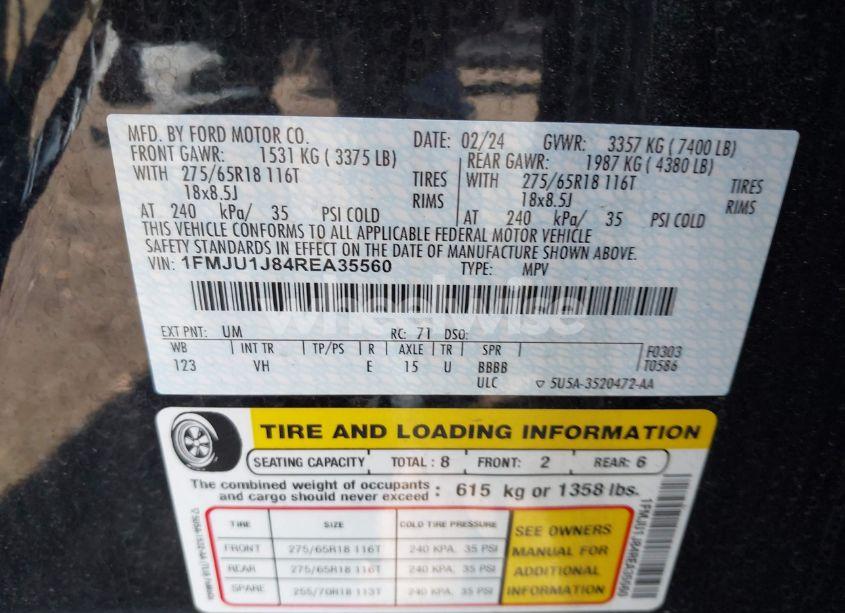 MFD. BY FORD MOTOR CO. DATE: 02/24 GVWR: 3357 KG ( 7400 LB)
FRONT GAWR: 1531 KG ( 3375 LB) REAR GAWR: 1987 KG ( 4380 LB)
WITH 275/65R18 116T TIRES WITH 275/65R18 116T TIRES
18x8.5J RIMS 18x8.5J RIMS
AT 240 kPa/ 35 PSI COLD AT 240 kPa/ 35 PSI COLD
THIS VEHICLE CONFORMS TO ALL APPLICABLE FEDERAL MOTOR VEHICLE
SAFETY STANDARDS IN EFFECT ON THE DATE OF MANUFACTURE SHOWN ABOVE.
VIN: 1FMJU1J84REA35560 TYPE: MPV
wheelwise
EXT PNT: UM RC: 71 DSO: F0303
WB INT TR TP/PS R AXLE TR SPR T0586
123 VH E 15 U BBBB
ULC 5U5A-3520472-AA
TIRE AND LOADING INFORMATION
SEATING CAPACITY TOTAL : 8 FRONT: 2 REAR: 6
The combined weight of occupants and cargo should never exceed : 615 kg or 1358 lbs.
TIRE SIZE COLD TIRE PRESSURE
FRONT 275/65R18 116T 240 KPA, 35 PSI
REAR 275/65R18 116T 240 KPA, 35 PSI
SPARE 255/70R18 113T 240 KPA, 35 PSI
SEE OWNERS
MANUAL FOR
ADDITIONAL
INFORMATION
1FMJU1J84REA35560